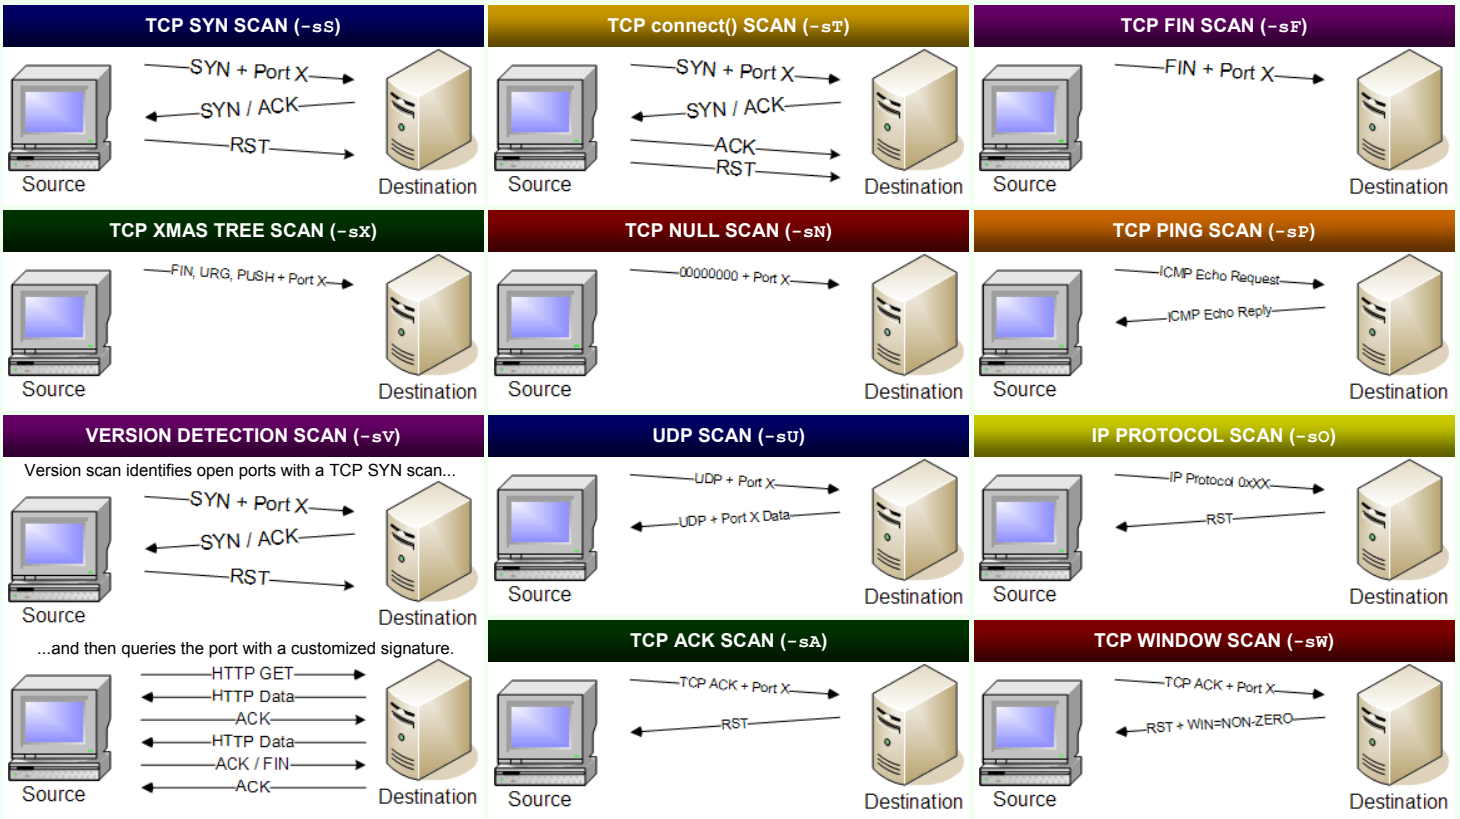 TCP SYN SCAN (-sS)
SYN + Port X
SYN / ACK
RST
Source
Destination
TCP connect() SCAN (-sT)
SYN + Port X
SYN / ACK
ACK
RST
Source
Destination
TCP FIN SCAN (-sF)
FIN + Port X
Source
Destination
TCP XMAS TREE SCAN (-sX)
FIN, URG, PUSH + Port X
Source
Destination
TCP NULL SCAN (-sN)
00000000 + Port X
Source
Destination
TCP PING SCAN (-sP)
ICMP Echo Request
ICMP Echo Reply
Source
Destination
VERSION DETECTION SCAN (-sV)
Version scan identifies open ports with a TCP SYN scan...
SYN + Port X
SYN / ACK
RST
Source
Destination
...and then queries the port with a customized signature.
HTTP GET
HTTP Data
ACK
HTTP Data
ACK / FIN
ACK
Source
Destination
UDP SCAN (-sU)
UDP + Port X
UDP + Port X Data
Source
Destination
IP PROTOCOL SCAN (-sO)
IP Protocol 0xXX
RST
Source
Destination
TCP ACK SCAN (-sA)
TCP ACK + Port X
RST
Source
Destination
TCP WINDOW SCAN (-sW)
TCP ACK + Port X
RST + WIN=NON-ZERO
Source
Destination